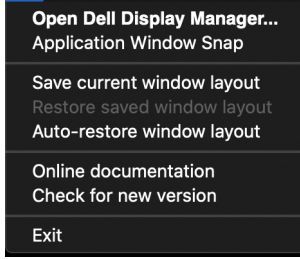 Open Dell Display Manager...
Application Window Snap
Save current window layout
Restore saved window layout
Auto-restore window layout
Online documentation
Check for new version
Exit